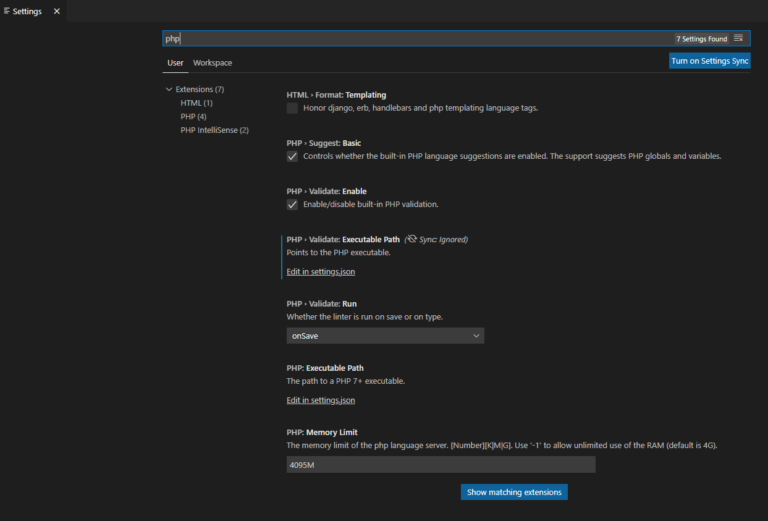 Settings
php
7 Settings Found
User Workspace
Turn on Settings Sync
Extensions (7)
HTML (1)
PHP (4)
PHP IntelliSense (2)
HTML › Format: Templating
Honor django, erb, handlebars and php templating language tags.
PHP › Suggest: Basic
Controls whether the built-in PHP language suggestions are enabled. The support suggests PHP globals and variables.
PHP › Validate: Enable
Enable/disable built-in PHP validation.
PHP › Validate: Executable Path (Sync: Ignored)
Points to the PHP executable.
Edit in settings.json
PHP › Validate: Run
Whether the linter is run on save or on type.
onSave
PHP: Executable Path
The path to a PHP 7+ executable.
Edit in settings.json
PHP: Memory Limit
The memory limit of the php language server. [Number][K|M|G]. Use '-1' to allow unlimited use of the RAM (default is 4G).
4095M
Show matching extensions